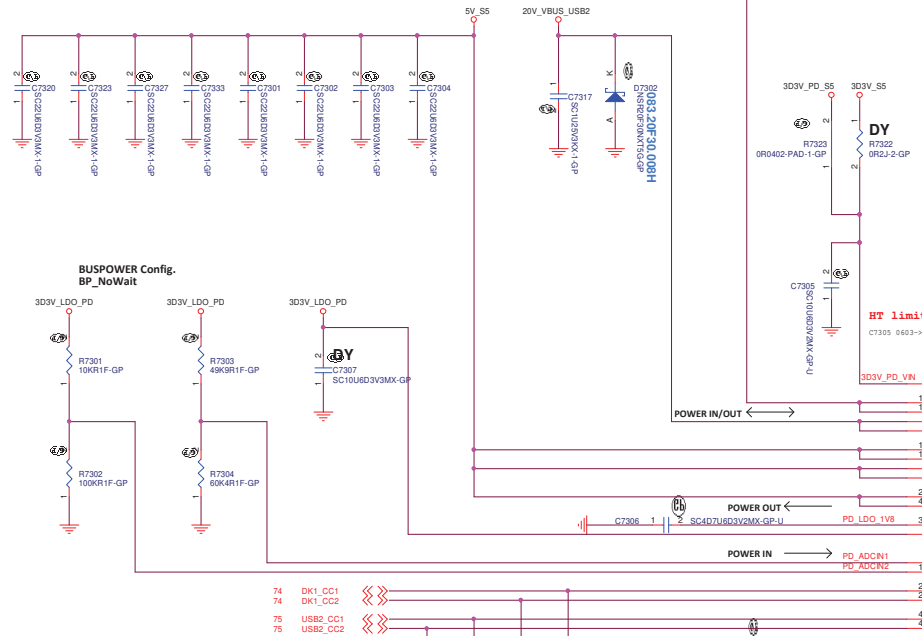 5V_S5
20V_VBUS_USB2
C7320
SC22U6D3V3MX-1-GP
C7323
SC22U6D3V3MX-1-GP
C7327
SC22U6D3V3MX-1-GP
C7333
SC22U6D3V3MX-1-GP
C7301
SC22U6D3V3MX-1-GP
C7302
SC22U6D3V3MX-1-GP
C7303
SC22U6D3V3MX-1-GP
C7304
SC22U6D3V3MX-1-GP
C7317
SC1U25V3KX-1-GP
K
A
D7302
NSR20F30NXT5G-GP
083.20F30.008H
3D3V_PD_S5
3D3V_S5
DY
R7323
0R0402-PAD-1-GP
R7322
0R2J-2-GP
C7305
SC10U6D3V2MX-GP-U
HT limit
C7305 0603->
3D3V_PD_VIN
BUSPOWER Config.
BP_NoWait
3D3V_LDO_PD
3D3V_LDO_PD
3D3V_LDO_PD
R7301
10KR1F-GP
R7303
49K9R1F-GP
DY
C7307
SC10U6D3V3MX-GP
R7302
100KR1F-GP
R7304
60K4R1F-GP
POWER IN/OUT
POWER OUT
C7306
1
2
SC4D7U6D3V2MX-GP-U
PD_LDO_1V8
POWER IN
PD_ADCIN1
PD_ADCIN2
74 DK1_CC1
74 DK1_CC2
75 USB2_CC1
75 USB2_CC2